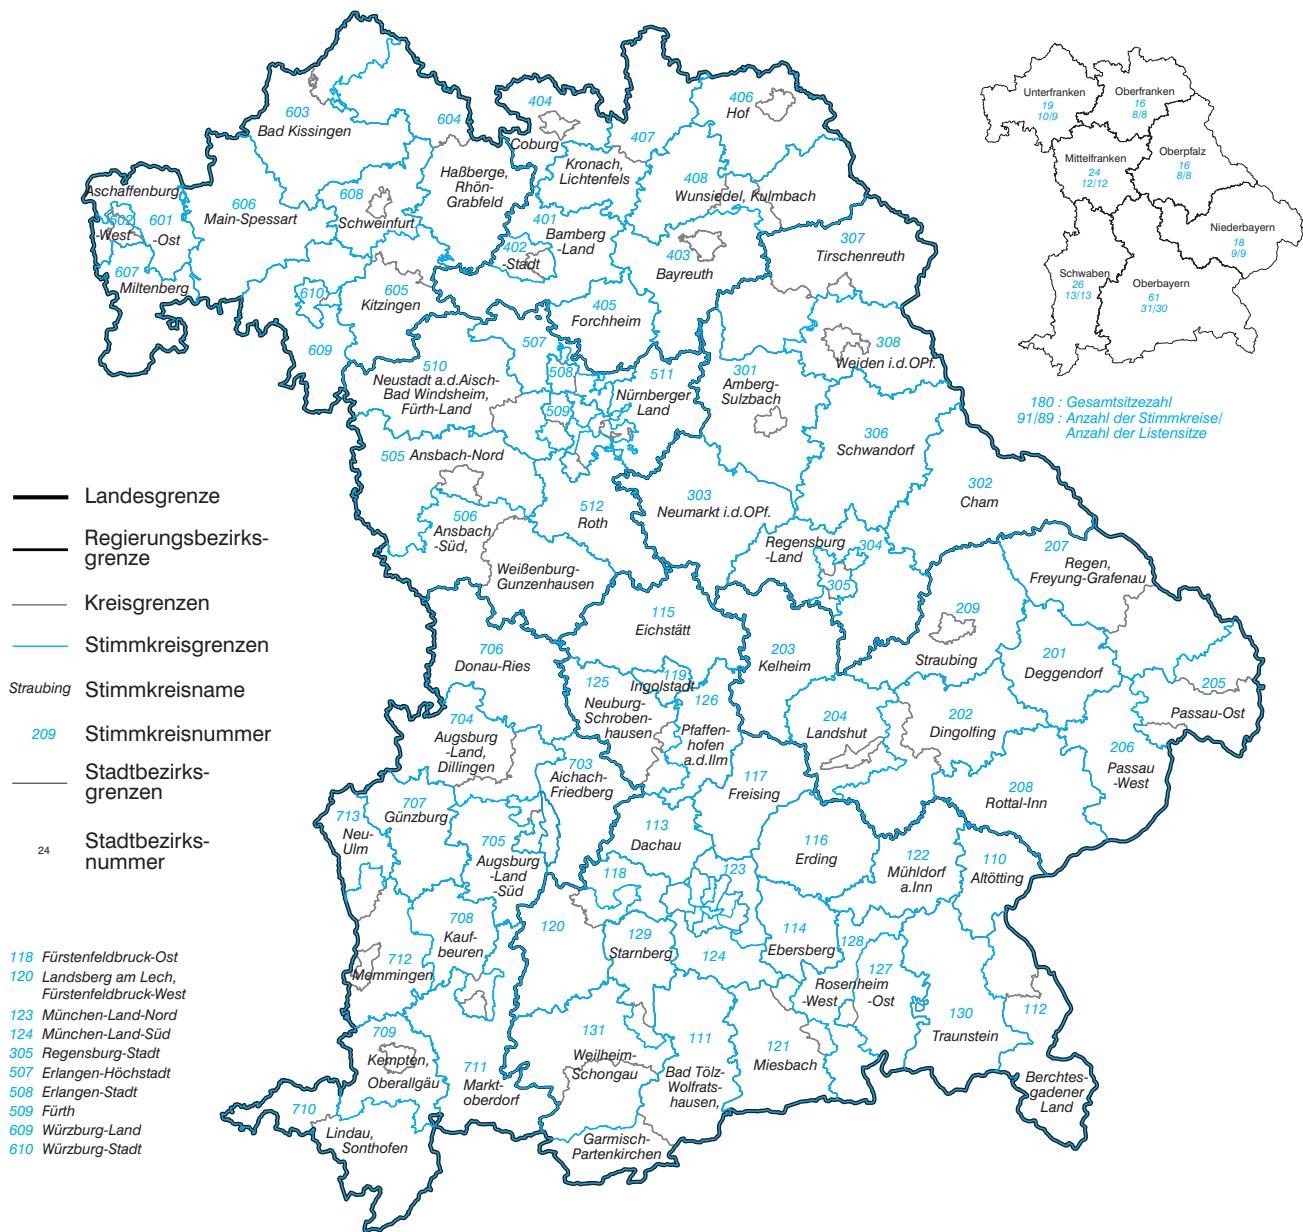 603
Bad Kissingen
604
404
Coburg
407
406
Hof
Haßberge,
Rhön-
Grabfeld
Kronach,
Lichtenfels
408
Wunsiedel, Kulmbach
Aschaffenburg
602
-West
601
-Ost
606
Main-Spessart
608
Schweinfurt
401
Bamberg
-Land
402
-Stadt
403
Bayreuth
307
Tirschenreuth
607
Miltenberg
610
605
Kitzingen
405
Forchheim
609
510
Neustadt a.d.Aisch-
Bad Windsheim,
Fürth-Land
507
508
509
511
Nürnberger
Land
301
Amberg-
Sulzbach
308
Weiden i.d.OPf.
505 Ansbach-Nord
306
Schwandorf
506
Ansbach
-Süd,
512
Roth
303
Neumarkt i.d.OPf.
302
Cham
Weißenburg-
Gunzenhausen
Regensburg
-Land
304
305
207
Regen,
Freyung-Grafenau
115
Eichstätt
209
Straubing
706
Donau-Ries
203
Kelheim
201
Deggendorf
125
Neuburg-
Schroben-
hausen
119
Ingolstadt
126
Pfaffen-
hofen
a.d.Ilm
205
Passau-Ost
704
Augsburg
-Land,
Dillingen
204
Landshut
202
Dingolfing
206
Passau
-West
703
Aichach-
Friedberg
117
Freising
208
Rottal-Inn
713
Neu-
Ulm
707
Günzburg
705
Augsburg
-Land
-Süd
113
Dachau
116
Erding
122
Mühldorf
a.Inn
110
Altötting
118
123
708
Kauf-
beuren
120
129
Starnberg
124
114
Ebersberg
128
Rosenheim
-West
127
-Ost
712
Memmingen
130
Traunstein
112
Berchtes-
gadener
Land
709
Kempten,
Oberallgäu
711
Markt-
oberdorf
131
Weilheim-
Schongau
111
Bad Tölz-
Wolfrats-
hausen,
121
Miesbach
710
Lindau,
Sonthofen
Garmisch-
Partenkirchen
Unterfranken
19
10/9
Oberfranken
16
8/8
Mittelfranken
24
12/12
Oberpfalz
16
8/8
Niederbayern
18
9/9
Schwaben
26
13/13
Oberbayern
61
31/30
180 : Gesamtsitzezahl
91/89 : Anzahl der Stimmkreise/
Anzahl der Listensitze
Landesgrenze
Regierungsbezirks-
grenze
Kreisgrenzen
Stimmkreisgrenzen
Straubing Stimmkreisname
209 Stimmkreisnummer
Stadtbezirks-
grenzen
24 Stadtbezirks-
nummer
118 Fürstenfeldbruck-Ost
120 Landsberg am Lech,
Fürstenfeldbruck-West
123 München-Land-Nord
124 München-Land-Süd
305 Regensburg-Stadt
507 Erlangen-Höchstadt
508 Erlangen-Stadt
509 Fürth
609 Würzburg-Land
610 Würzburg-Stadt